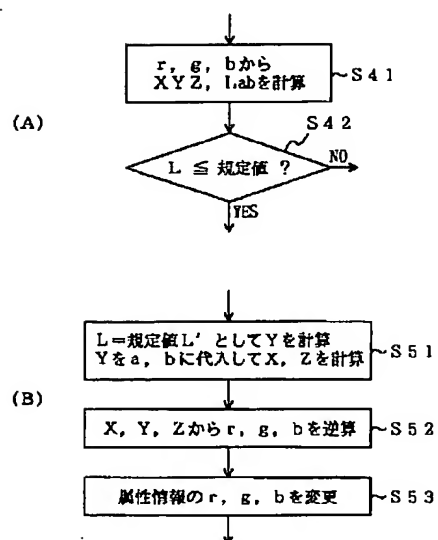 (A)
r, g, bから
XYZ, Labを計算
S41
S42
L ≦ 規定値 ?
NO
YES
(B)
L=規定値L' としてYを計算
Yをa, bに代入してX, Zを計算
S51
X, Y, Zからr, g, bを逆算
S52
属性情報のr, g, bを変更
S53